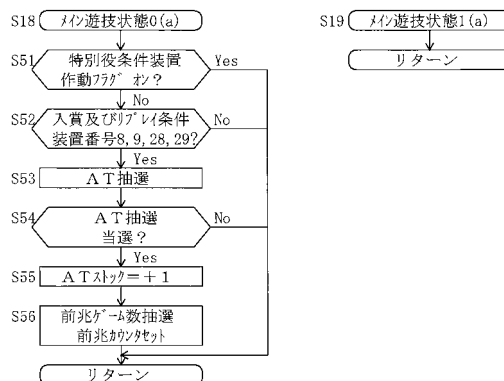 S18 メイン遊技状態0(a)
S51 特別役条件装置
作動フラグ オン？
Yes
No
S52 入賞及びリプレイ条件
装置番号8,9,28,29?
No
Yes
S53 AT抽選
S54 AT抽選
当選？
No
Yes
S55 ATストック＝＋1
S56 前兆ゲーム数抽選
前兆カウンタセット
リターン
S19 メイン遊技状態1(a)
リターン